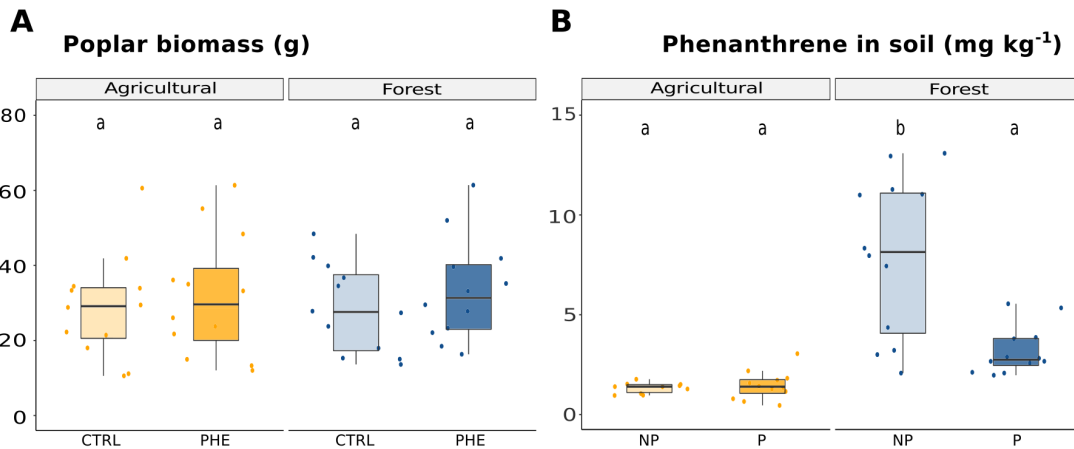 A
Poplar biomass (g)
Agricultural
Forest
80
60
40
20
0
a
a
a
a
CTRL
PHE
CTRL
PHE
B
Phenanthrene in soil (mg kg⁻¹)
Agricultural
Forest
15
10
5
0
a
a
b
a
NP
P
NP
P